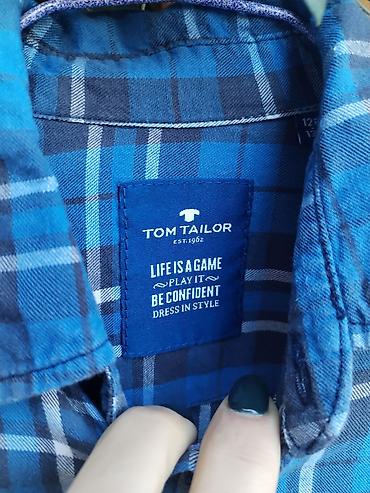 TOM TAILOR
EST. 1962
LIFE IS A GAME
PLAY IT
BE CONFIDENT
DRESS IN STYLE